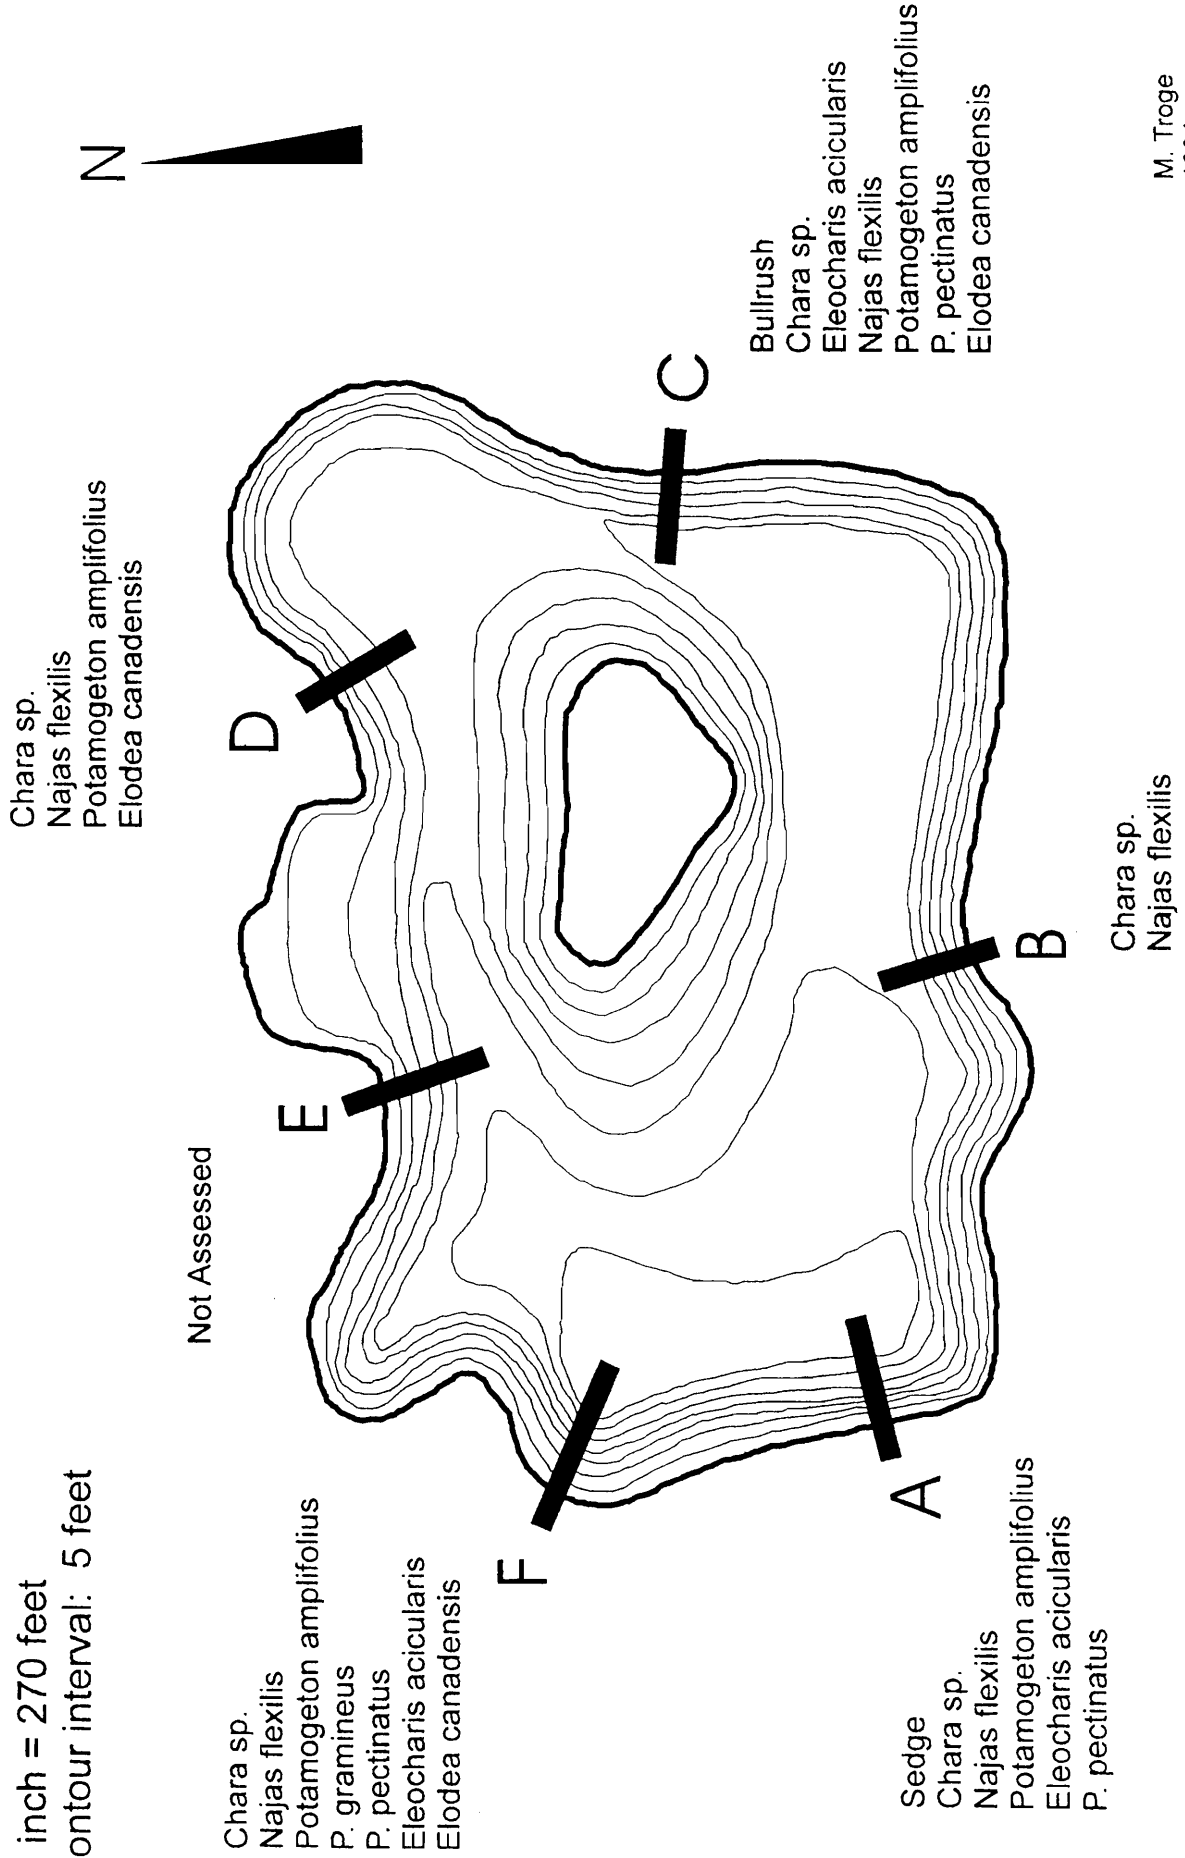 inch = 270 feet
ontour interval: 5 feet
N
Chara sp.
Najas flexilis
Potamogeton amplifolius
Elodea canadensis
D
Not Assessed
E
Chara sp.
Najas flexilis
Potamogeton amplifolius
P. gramineus
P. pectinatus
Eleocharis acicularis
Elodea canadensis
F
C
Bullrush
Chara sp.
Eleocharis acicularis
Najas flexilis
Potamogeton amplifolius
P. pectinatus
Elodea canadensis
A
Sedge
Chara sp.
Najas flexilis
Potamogeton amplifolius
Eleocharis acicularis
P. pectinatus
B
Chara sp.
Najas flexilis
M. Troge